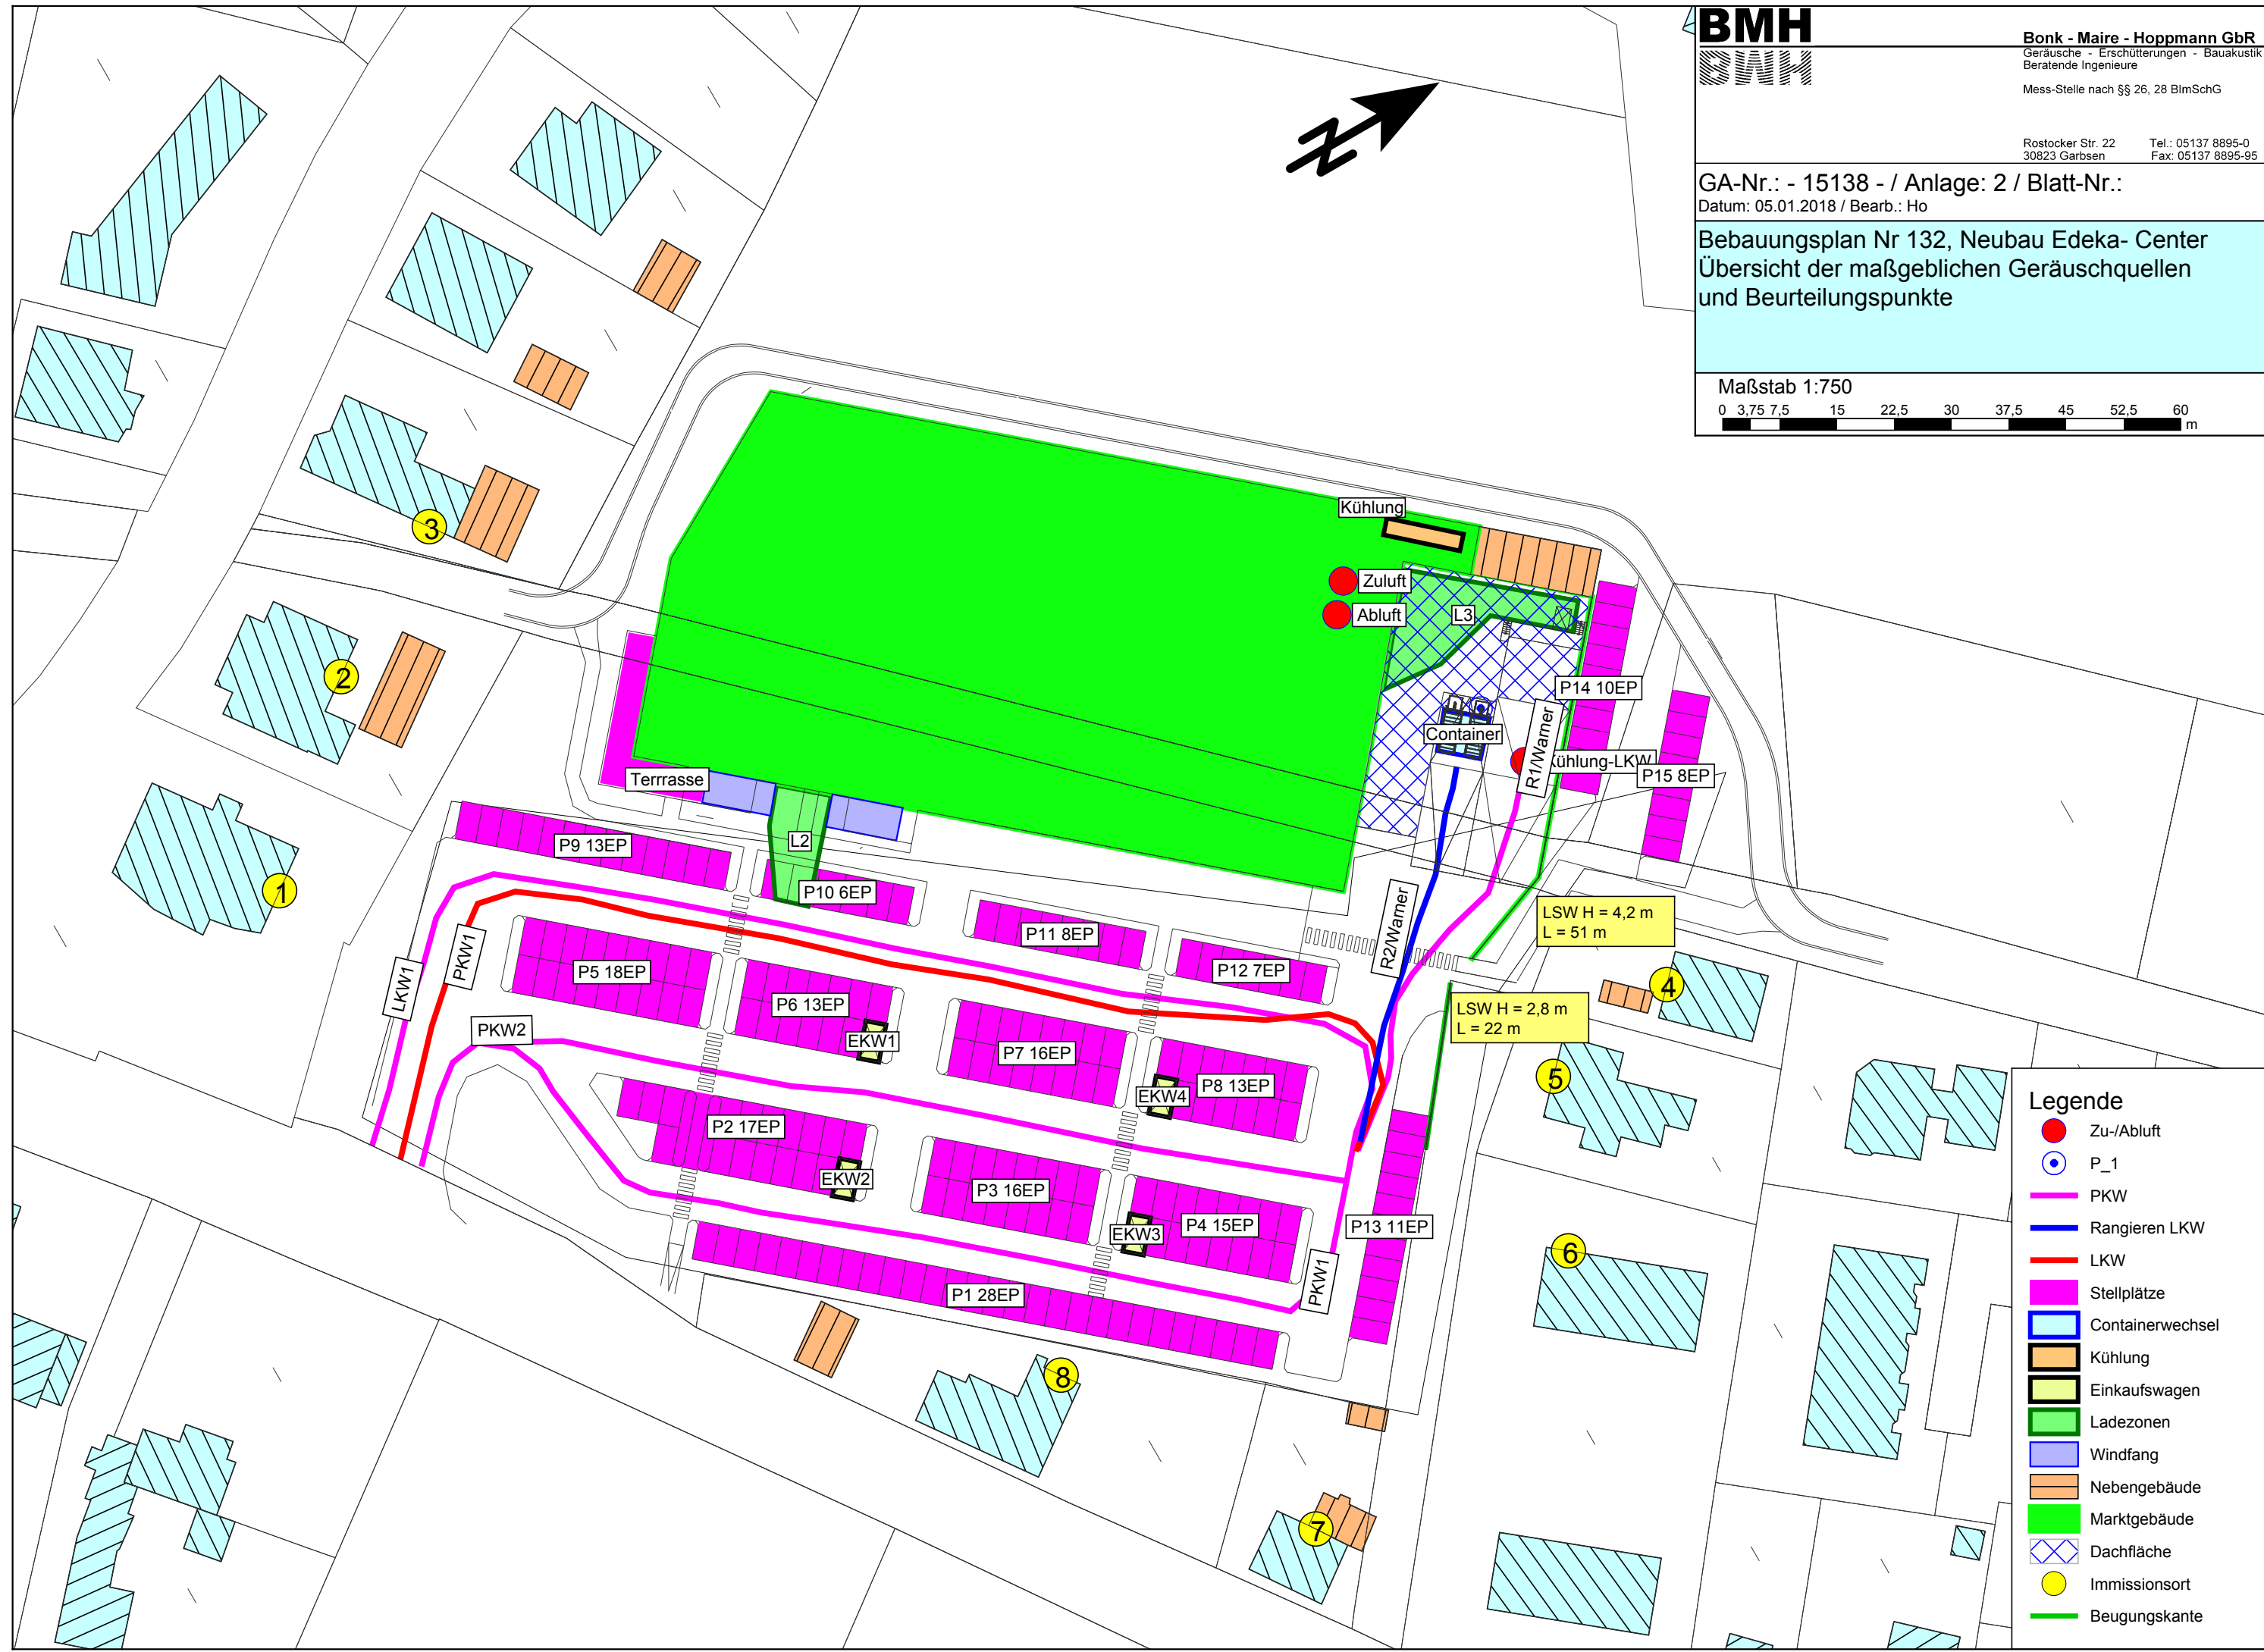 BMH
BMH
Bonk - Maire - Hoppmann GbR
Geräusche - Erschütterungen - Bauakustik
Beratende Ingenieure
Mess-Stelle nach §§ 26, 28 BImSchG
Rostocker Str. 22 Tel.: 05137 8895-0
30823 Garbsen Fax: 05137 8895-95
GA-Nr.: - 15138 - / Anlage: 2 / Blatt-Nr.:
Datum: 05.01.2018 / Bearb.: Ho
Bebauungsplan Nr 132, Neubau Edeka- Center
Übersicht der maßgeblichen Geräuschquellen
und Beurteilungspunkte
Maßstab 1:750
0 3,75 7,5 15 22,5 30 37,5 45 52,5 60
m
N
Kühlung
3
Zuluft
Abluft
L3
2
P14 10EP
Container
R1/Warner
Kühlung-LKW
P15 8EP
Terrrasse
L2
P9 13EP
1
P10 6EP
P11 8EP
R2/Warner
LSW H = 4,2 m
L = 51 m
PKW1
LKW1
P5 18EP
P12 7EP
4
P6 13EP
LSW H = 2,8 m
L = 22 m
PKW2
EKW1
P7 16EP
5
P8 13EP
EKW4
P2 17EP
EKW2
P3 16EP
P4 15EP
P13 11EP
EKW3
6
PKW1
P1 28EP
8
7
Legende
Zu-/Abluft
P_1
PKW
Rangieren LKW
LKW
Stellplätze
Containerwechsel
Kühlung
Einkaufswagen
Ladezonen
Windfang
Nebengebäude
Marktgebäude
Dachfläche
Immissionsort
Beugungskante